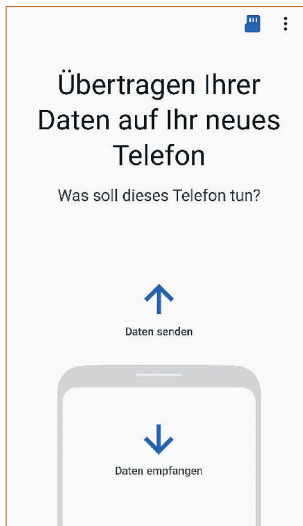 Übertragen Ihrer
Daten auf Ihr neues
Telefon
Was soll dieses Telefon tun?
Daten senden
Daten empfangen